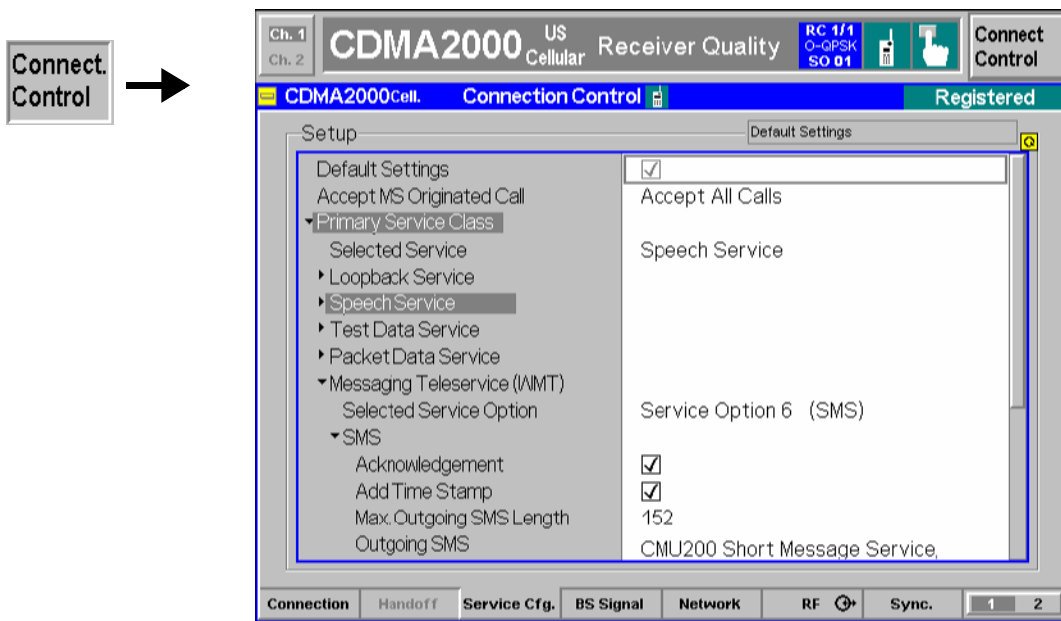 Connect.
Control
Ch. 1
Ch. 2
CDMA2000 US Cellular Receiver Quality
RC 1/1
O-QPSK
SO 01
Connect
Control
CDMA2000Cell. Connection Control Registered
Setup Default Settings
Default Settings
Accept MS Originated Call Accept All Calls
Primary Service Class
Selected Service Speech Service
Loopback Service
Speech Service
Test Data Service
Packet Data Service
Messaging Teleservice (WMT)
Selected Service Option Service Option 6 (SMS)
SMS
Acknowledgement
Add Time Stamp
Max. Outgoing SMS Length 152
Outgoing SMS CMU200 Short Message Service,
Connection Handoff Service Cfg. BS Signal Network RF Sync. 1 2